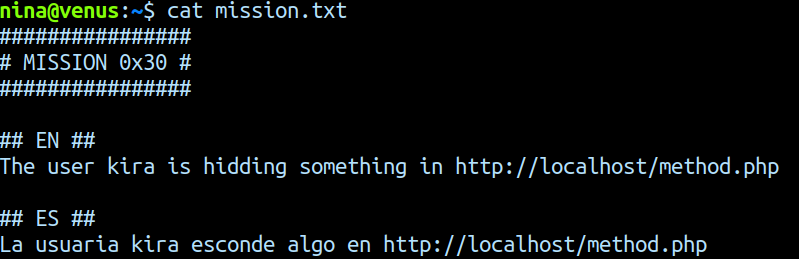 nina@venus:~$ cat mission.txt
################
# MISSION 0x30 #
################
## EN ##
The user kira is hidding something in http://localhost/method.php
## ES ##
La usuaria kira esconde algo en http://localhost/method.php